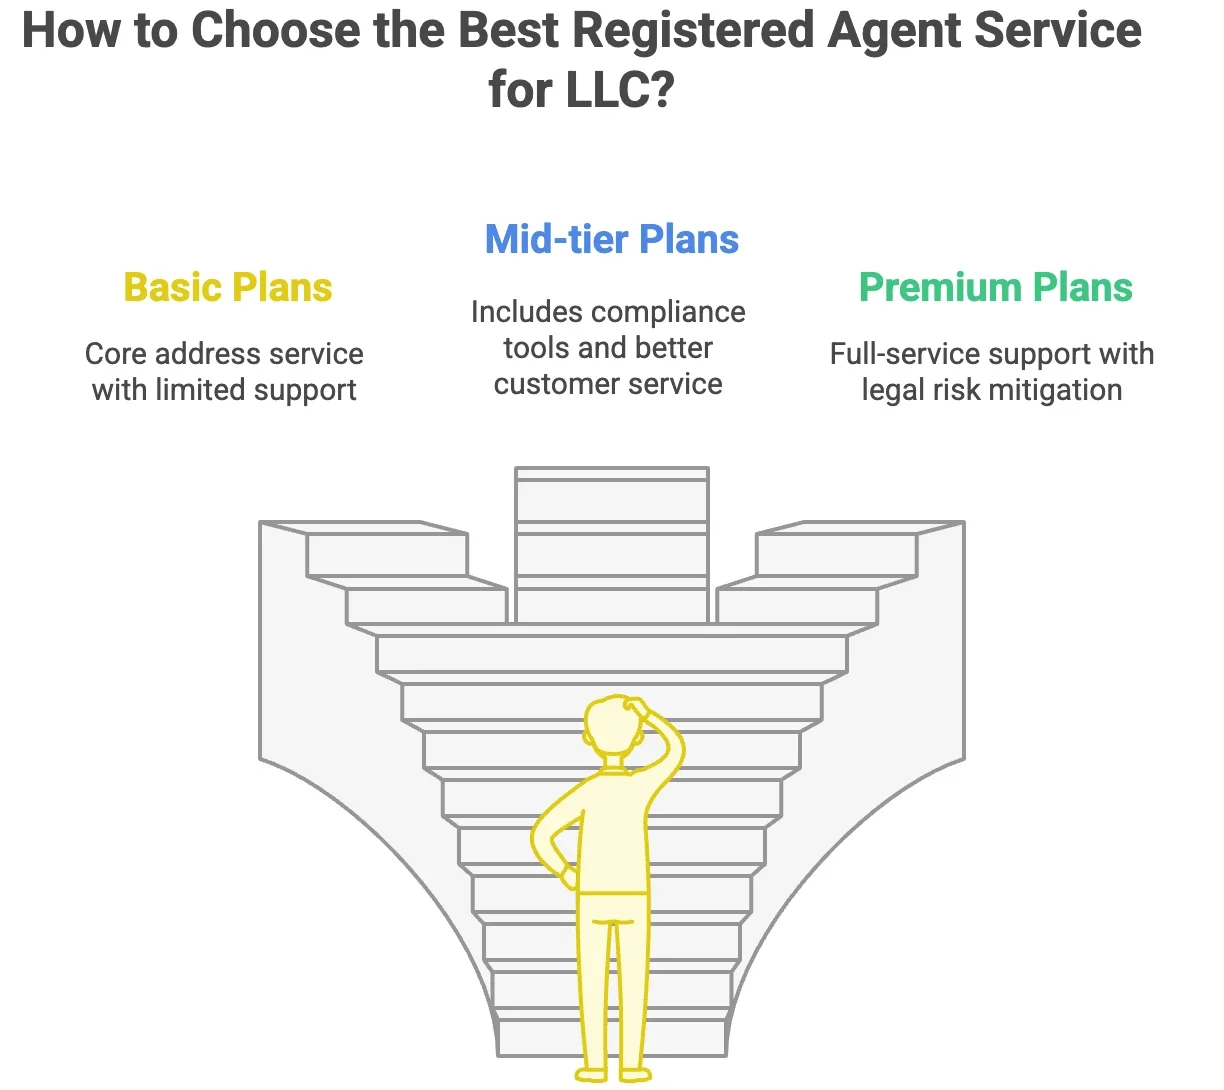 How to Choose the Best Registered Agent Service
for LLC?
Basic Plans
Core address service
with limited support
Mid-tier Plans
Includes compliance
tools and better
customer service
Premium Plans
Full-service support with
legal risk mitigation